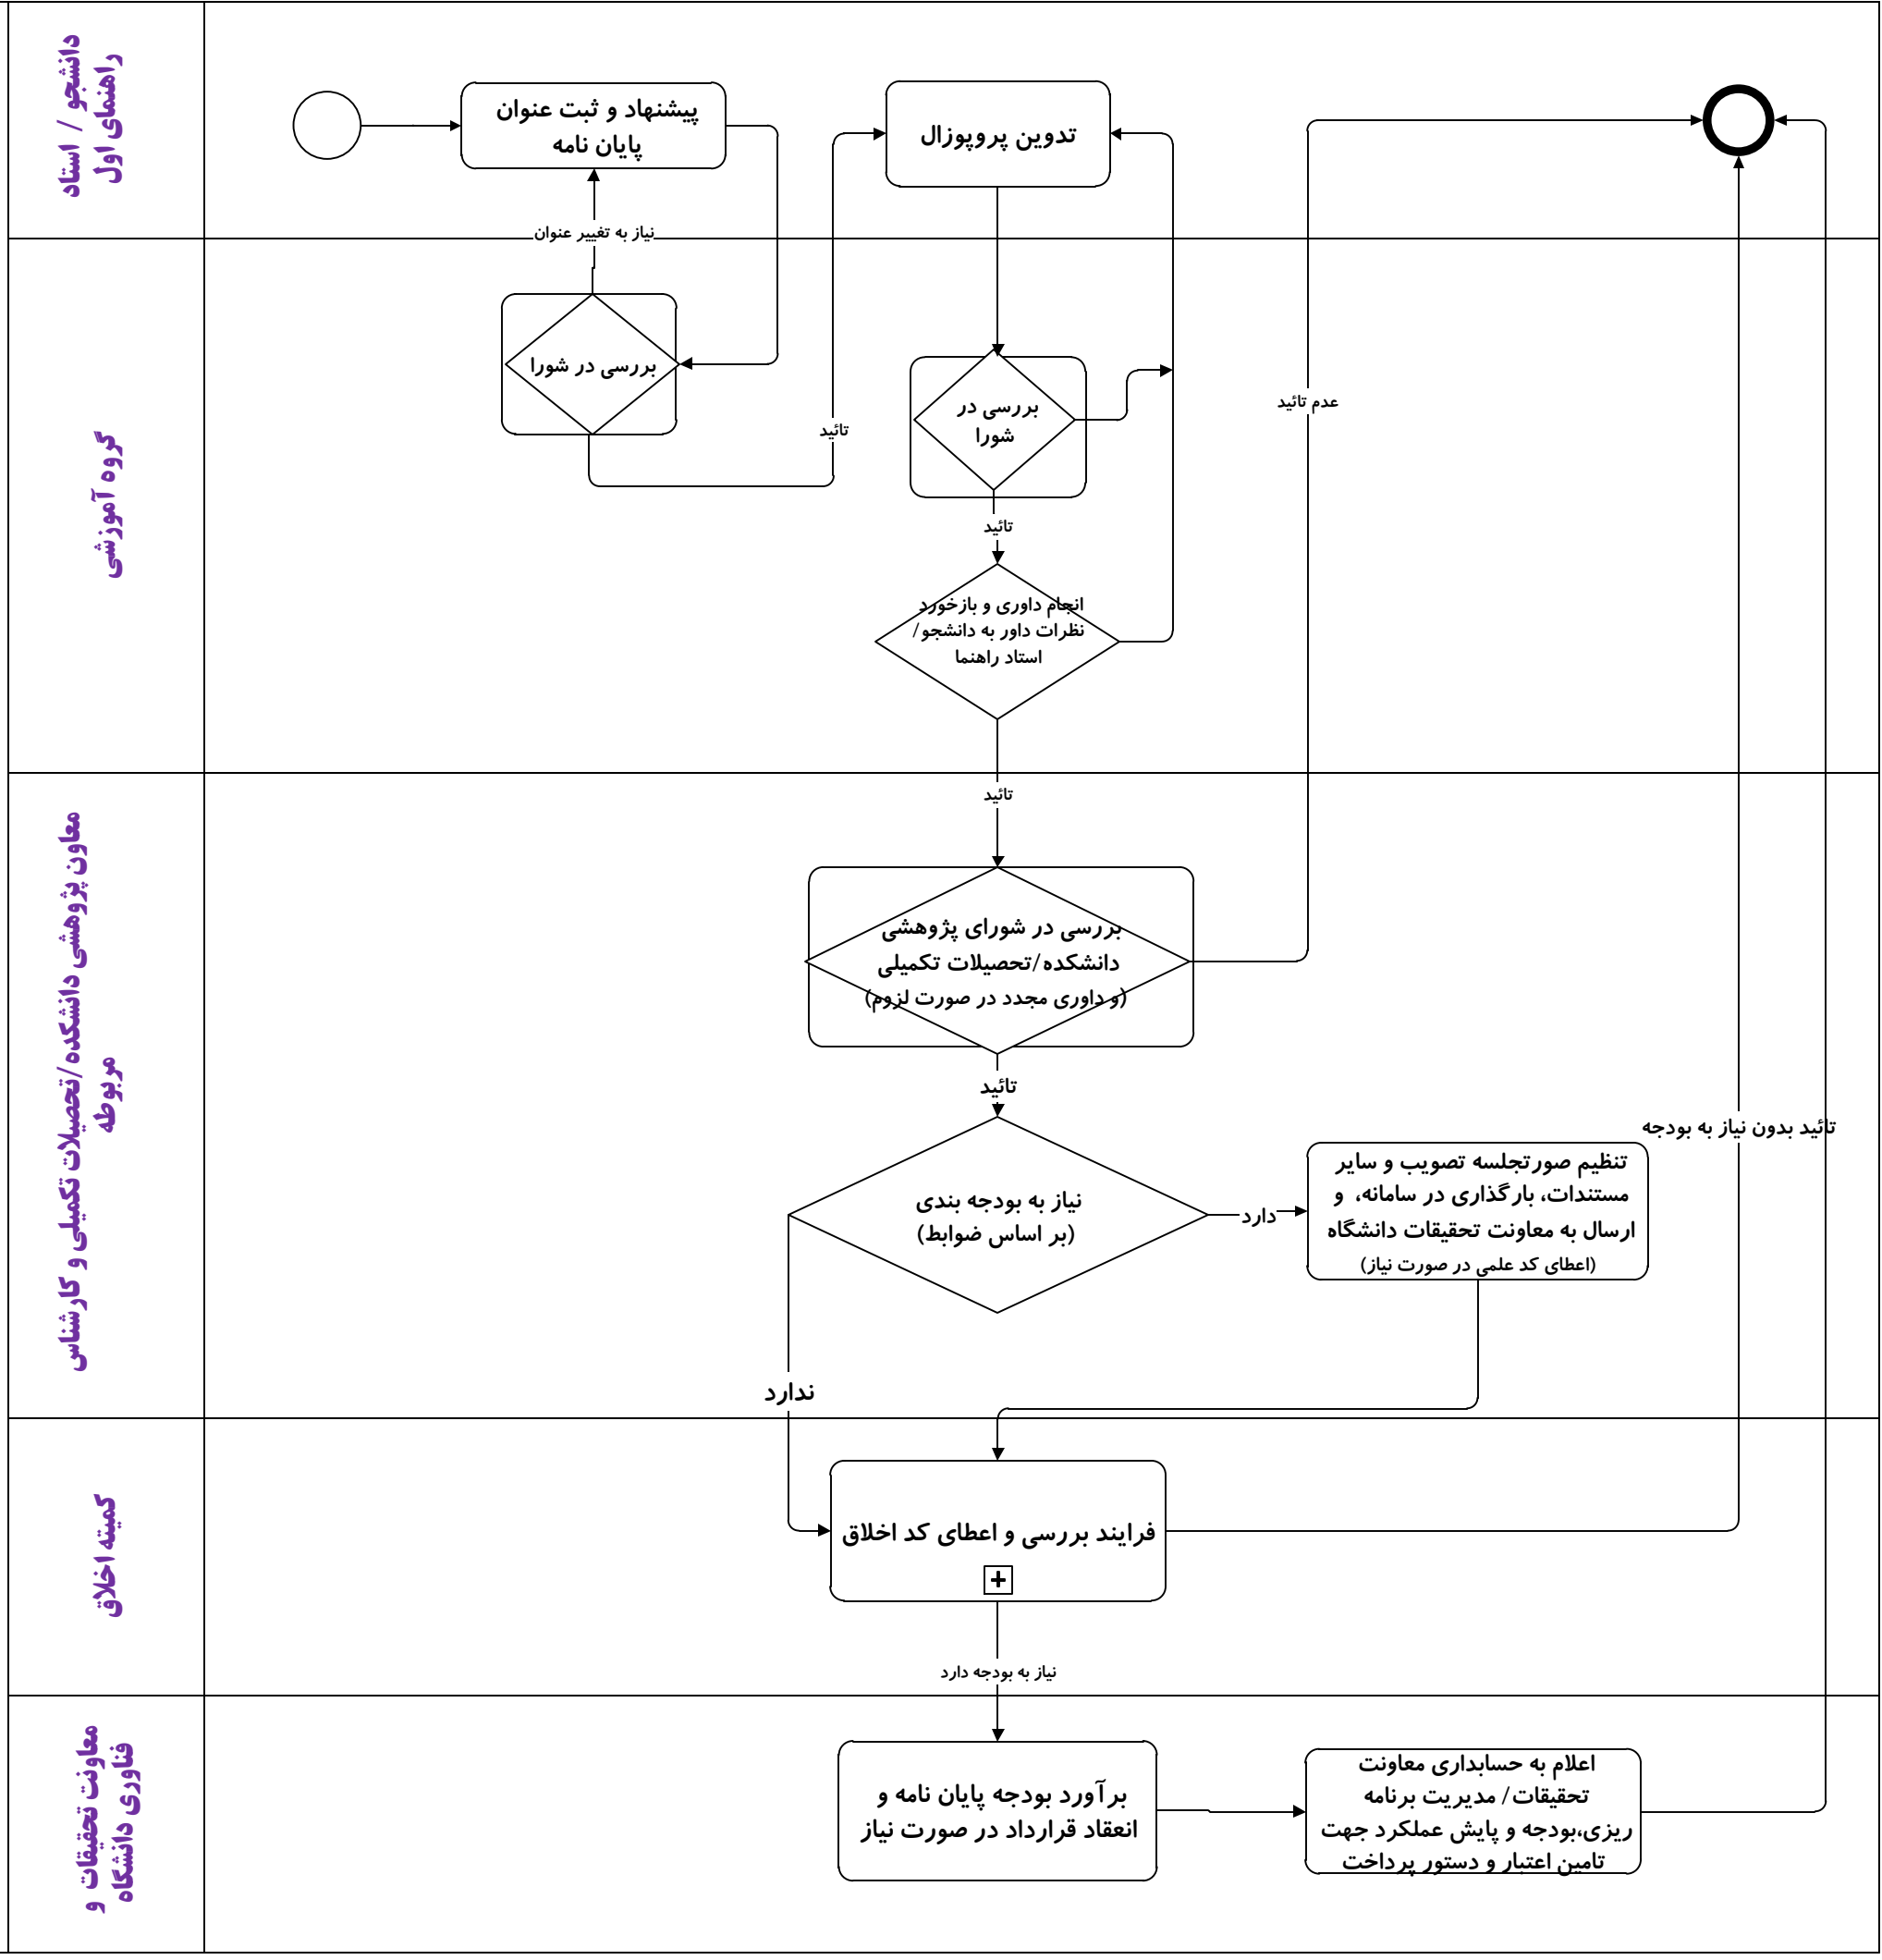 دانشجو / استاد
راهنمای اول
پیشنهاد و ثبت عنوان
پایان نامه
تدوین پروپوزال
نیاز به تغییر عنوان
گروه آموزشی
بررسی در شورا
تائید
بررسی در
شورا
عدم تائید
تائید
انجام داوری و بازخورد
نظرات داور به دانشجو/
استاد راهنما
معاون پژوهشی دانشکده/تحصیلات تکمیلی و کارشناس
مربوطه
تائید
بررسی در شورای پژوهشی
دانشکده/تحصیلات تکمیلی
(و داوری مجدد در صورت لزوم)
تائید
نیاز به بودجه بندی
(بر اساس ضوابط)
دارد
تنظیم صورتجلسه تصویب و سایر
مستندات، بارگذاری در سامانه، و
ارسال به معاونت تحقیقات دانشگاه
(اعطای کد علمی در صورت نیاز)
تائید بدون نیاز به بودجه
ندارد
کمیته اخلاق
فرایند بررسی و اعطای کد اخلاق
نیاز به بودجه دارد
معاونت تحقیقات و
فناوری دانشگاه
برآورد بودجه پایان نامه و
انعقاد قرارداد در صورت نیاز
اعلام به حسابداری معاونت
تحقیقات/ مدیریت برنامه
ریزی،بودجه و پایش عملکرد جهت
تامین اعتبار و دستور پرداخت